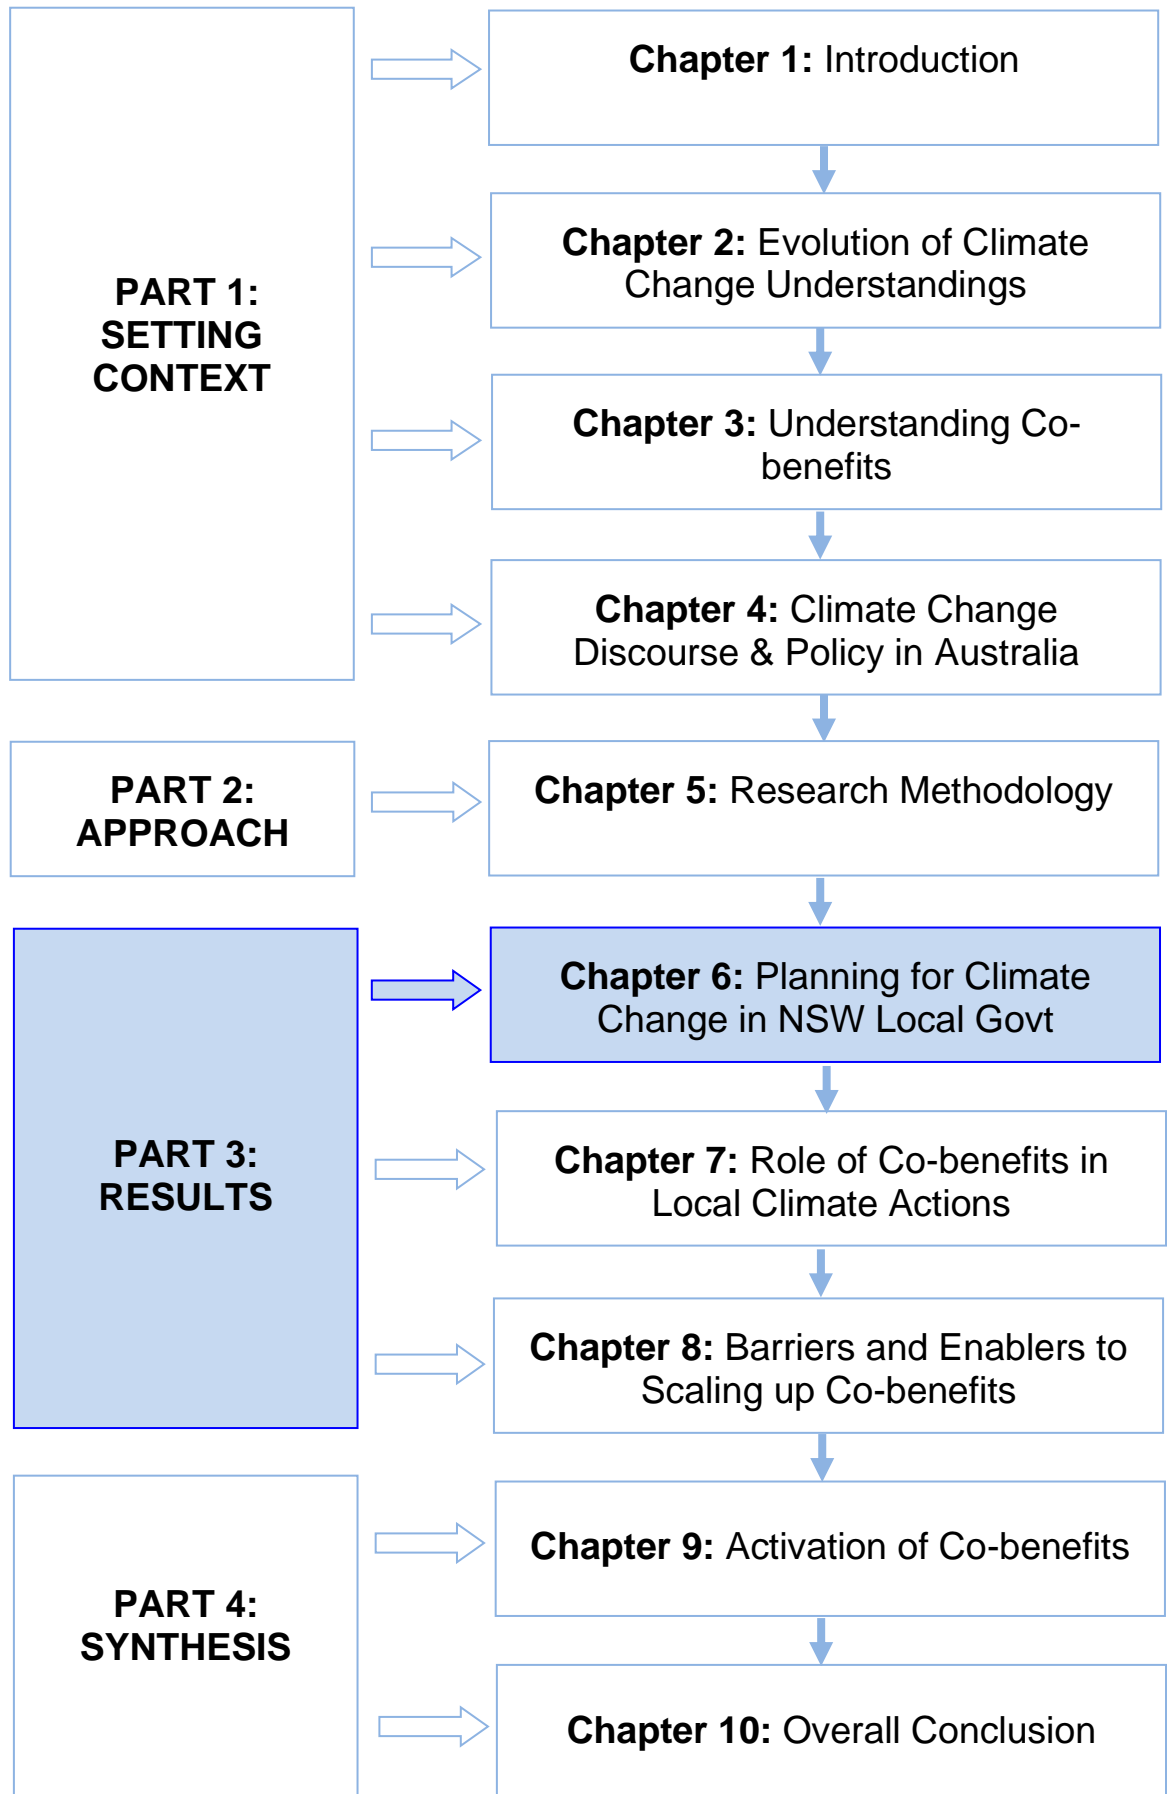 Chapter 1: Introduction
Chapter 2: Evolution of Climate
Change Understandings
PART 1:
SETTING
CONTEXT
Chapter 3: Understanding Co-
benefits
Chapter 4: Climate Change
Discourse & Policy in Australia
PART 2:
APPROACH
Chapter 5: Research Methodology
Chapter 6: Planning for Climate
Change in NSW Local Govt
PART 3:
RESULTS
Chapter 7: Role of Co-benefits in
Local Climate Actions
Chapter 8: Barriers and Enablers to
Scaling up Co-benefits
Chapter 9: Activation of Co-benefits
PART 4:
SYNTHESIS
Chapter 10: Overall Conclusion